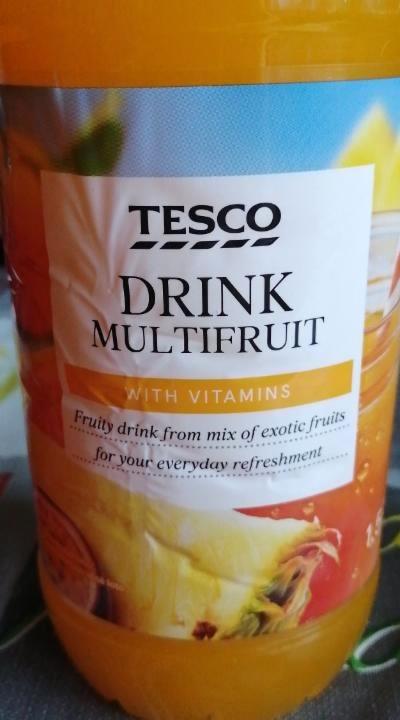 TESCO
DRINK
MULTIFRUIT
WITH VITAMINS
Fruity drink from mix of exotic fruits
for your everyday refreshment